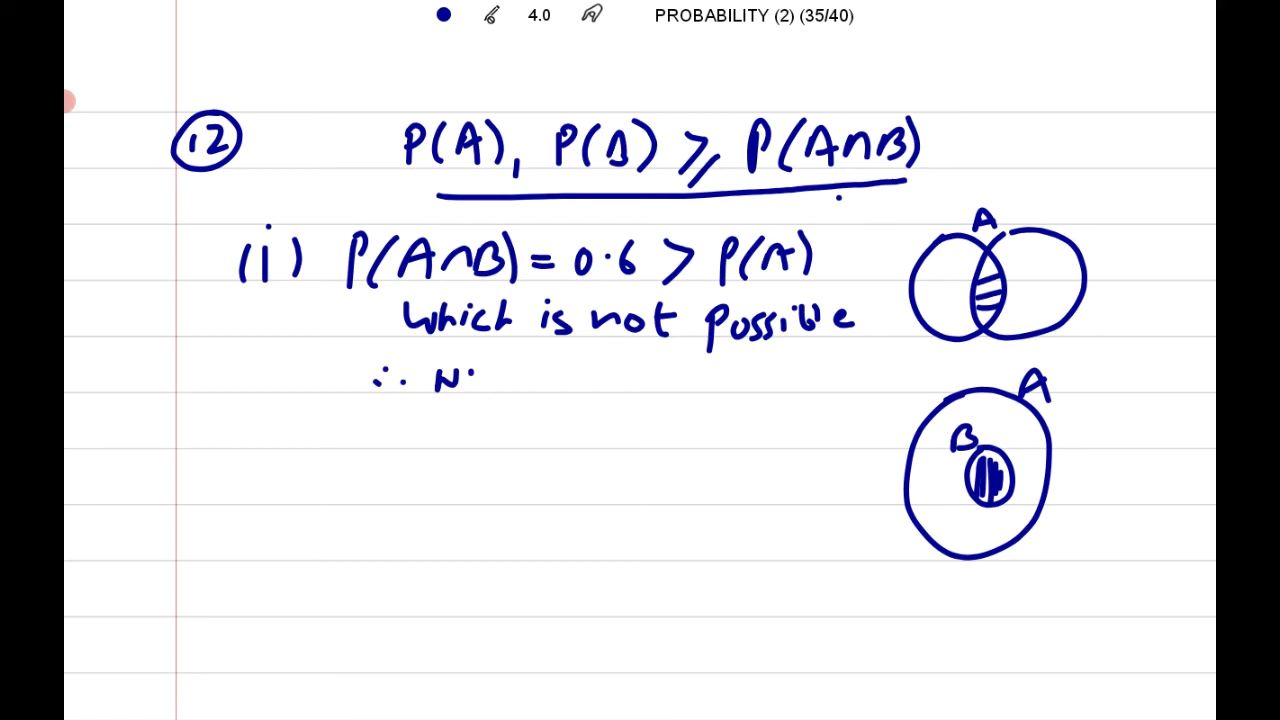 4.0 PROBABILITY (2) (35/40)
12 P(A), P(B) ⩾ P(A∩B)
(i) P(A∩B) = 0.6 > P(A)
which is not possible
∴ N
A
A
B